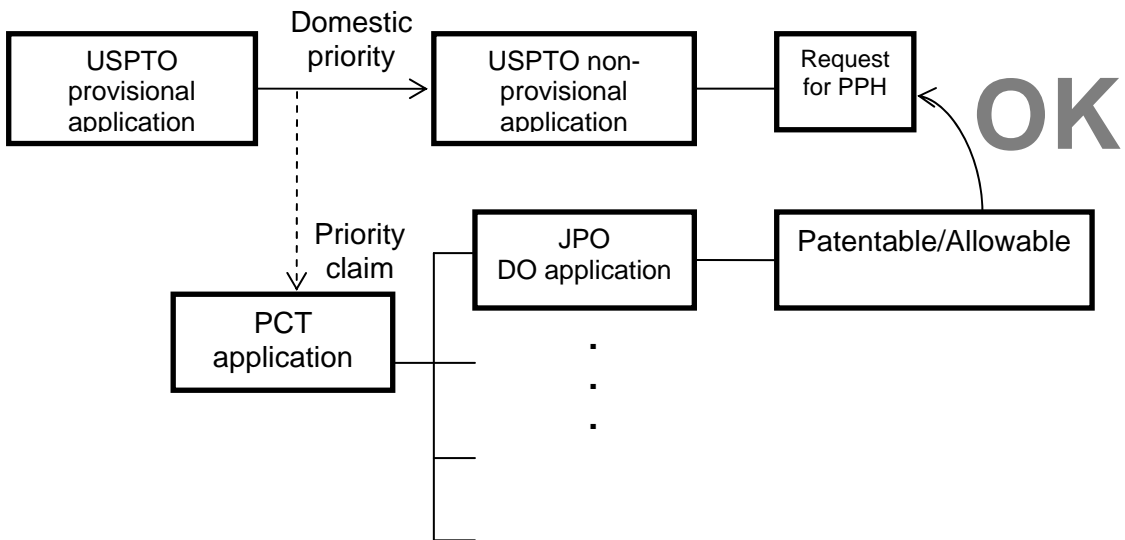 USPTO
provisional
application
Domestic
priority
USPTO non-
provisional
application
Request
for PPH
OK
Priority
claim
PCT
application
JPO
DO application
Patentable/Allowable
.
.
.